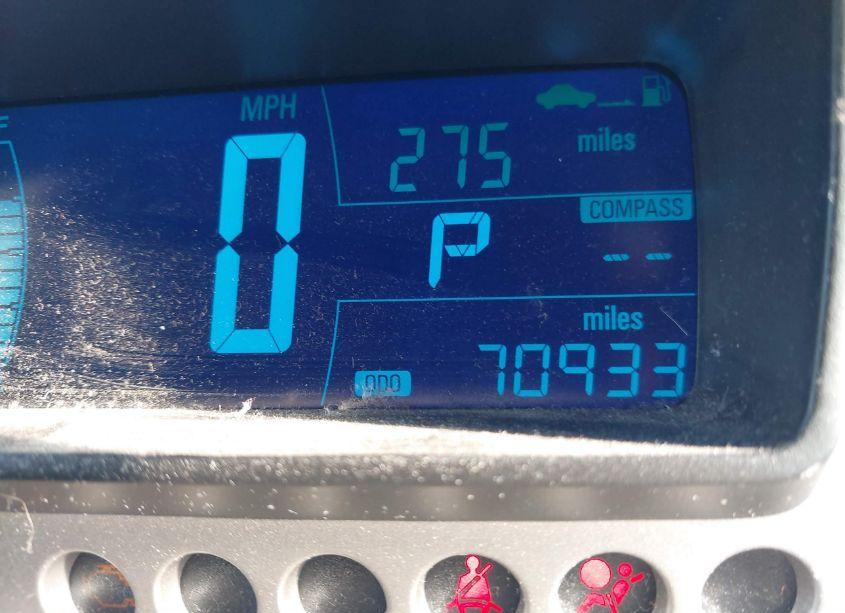 F
MPH
0
275 miles
COMPASS
P --
miles
ODO 70933